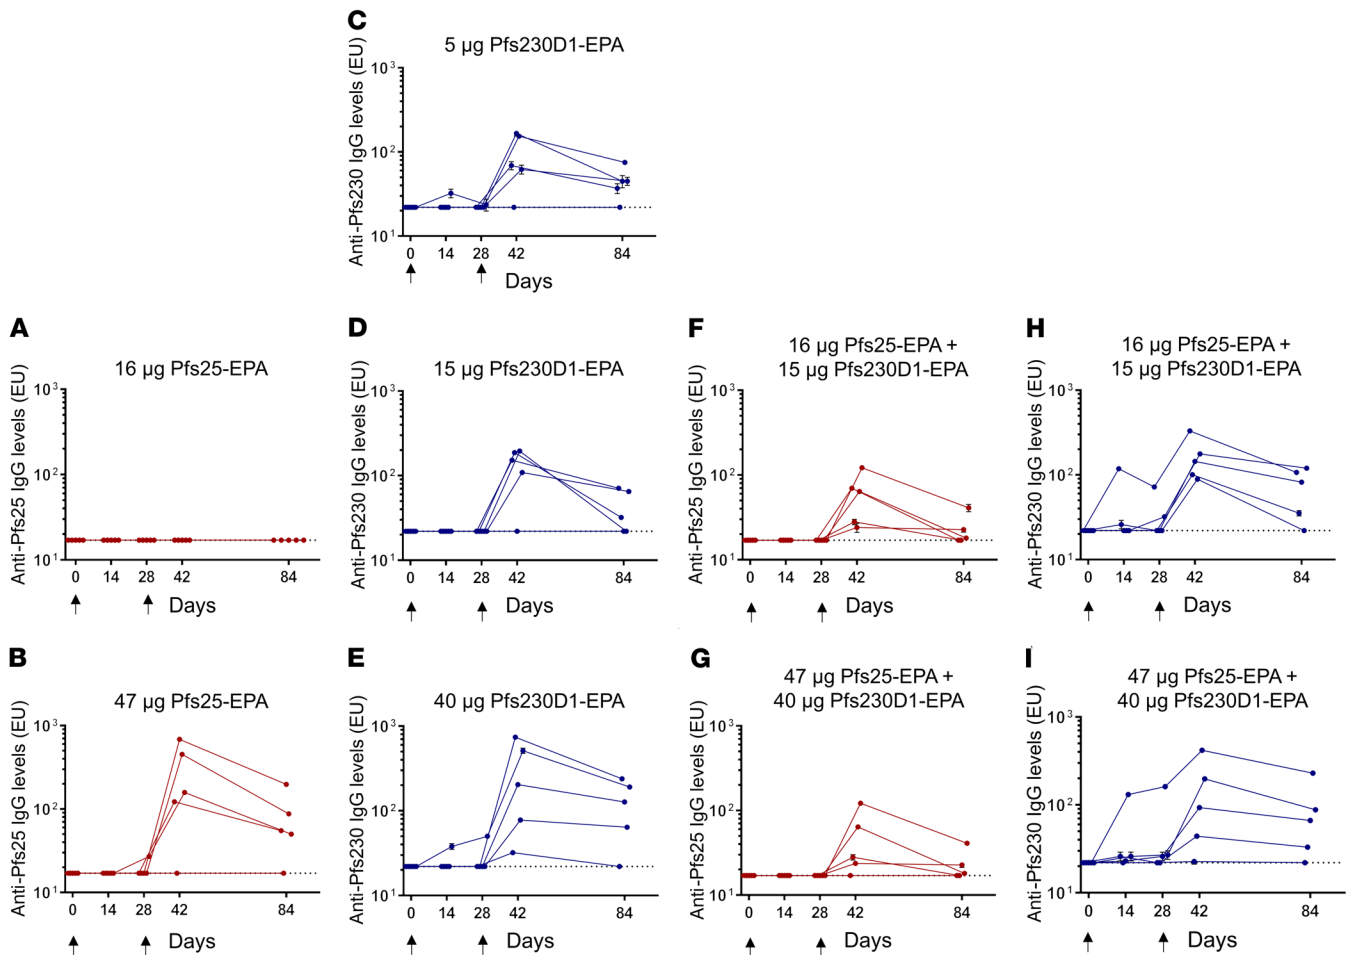 C
5 µg Pfs230D1-EPA
Anti-Pfs230 IgG levels (EU)
10³
10²
10¹
0 14 28 42 84
Days
A
16 µg Pfs25-EPA
Anti-Pfs25 IgG levels (EU)
10³
10²
10¹
0 14 28 42 84
Days
D
15 µg Pfs230D1-EPA
Anti-Pfs230 IgG levels (EU)
10³
10²
10¹
0 14 28 42 84
Days
F
16 µg Pfs25-EPA +
15 µg Pfs230D1-EPA
Anti-Pfs25 IgG levels (EU)
10³
10²
10¹
0 14 28 42 84
Days
H
16 µg Pfs25-EPA +
15 µg Pfs230D1-EPA
Anti-Pfs230 IgG levels (EU)
10³
10²
10¹
0 14 28 42 84
Days
B
47 µg Pfs25-EPA
Anti-Pfs25 IgG levels (EU)
10³
10²
10¹
0 14 28 42 84
Days
E
40 µg Pfs230D1-EPA
Anti-Pfs230 IgG levels (EU)
10³
10²
10¹
0 14 28 42 84
Days
G
47 µg Pfs25-EPA +
40 µg Pfs230D1-EPA
Anti-Pfs25 IgG levels (EU)
10³
10²
10¹
0 14 28 42 84
Days
I
47 µg Pfs25-EPA +
40 µg Pfs230D1-EPA
Anti-Pfs230 IgG levels (EU)
10³
10²
10¹
0 14 28 42 84
Days